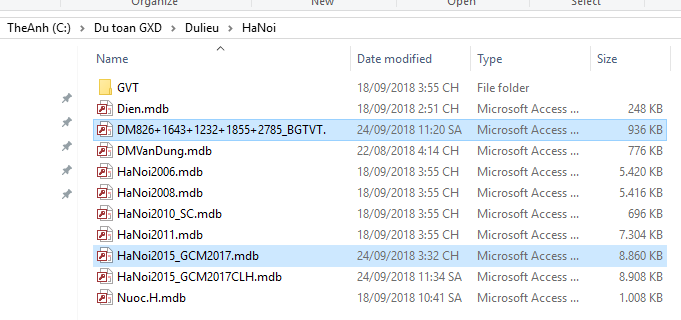 Organize New Open Select
TheAnh (C:) > Du toan GXD > Dulieu > HaNoi
Name Date modified Type Size
GVT 18/09/2018 3:55 CH File folder
Dien.mdb 18/09/2018 2:51 CH Microsoft Access ... 248 KB
DM826+1643+1232+1855+2785_BGTVT. 24/09/2018 11:20 SA Microsoft Access ... 936 KB
DMVanDung.mdb 22/08/2018 4:14 CH Microsoft Access ... 776 KB
HaNoi2006.mdb 18/09/2018 3:55 CH Microsoft Access ... 5.420 KB
HaNoi2008.mdb 18/09/2018 3:55 CH Microsoft Access ... 5.416 KB
HaNoi2010_SC.mdb 18/09/2018 3:55 CH Microsoft Access ... 696 KB
HaNoi2011.mdb 18/09/2018 3:55 CH Microsoft Access ... 7.304 KB
HaNoi2015_GCM2017.mdb 24/09/2018 3:32 CH Microsoft Access ... 8.860 KB
HaNoi2015_GCM2017CLH.mdb 24/09/2018 11:34 SA Microsoft Access ... 8.908 KB
Nuoc.H.mdb 18/09/2018 10:41 SA Microsoft Access ... 1.008 KB